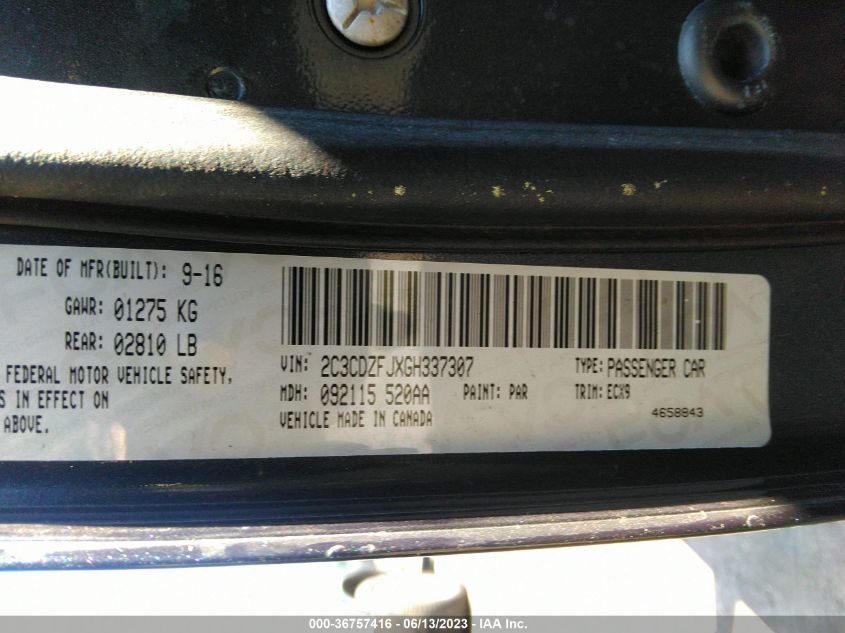 DATE OF MFR(BUILT): 9-16
GAWR: 01275 KG
REAR: 02810 LB
FEDERAL MOTOR VEHICLE SAFETY,
S IN EFFECT ON
ABOVE.
VIN: 2C3CDZFJXGH337307
TYPE: PASSENGER CAR
MDH: 092115 520AA
PAINT: PAR
TRIM: ECX9
VEHICLE MADE IN CANADA
4658843
000-36757416 - 06/13/2023 - IAA Inc.